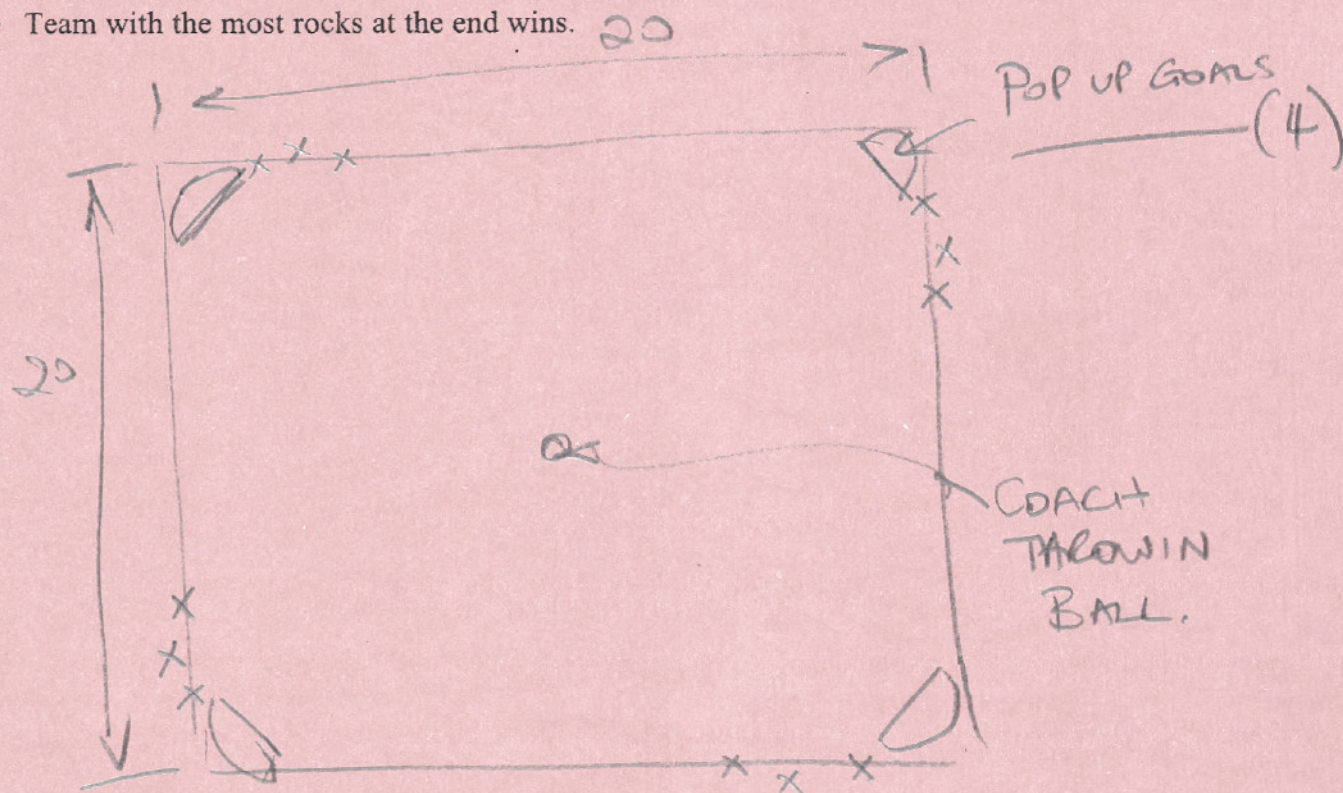 Team with the most rocks at the end wins.
20
POP UP GOALS
(4)
20
COACH
THROWIN
BALL.